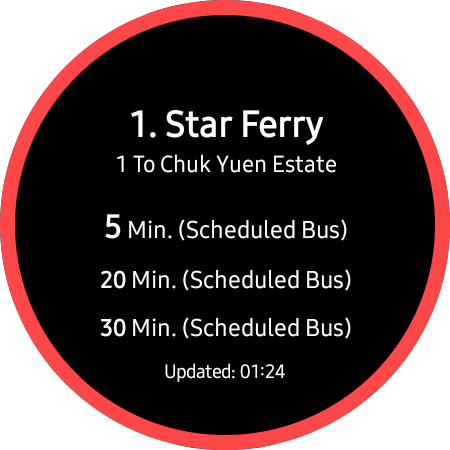 1. Star Ferry
1 To Chuk Yuen Estate
5 Min. (Scheduled Bus)
20 Min. (Scheduled Bus)
30 Min. (Scheduled Bus)
Updated: 01:24